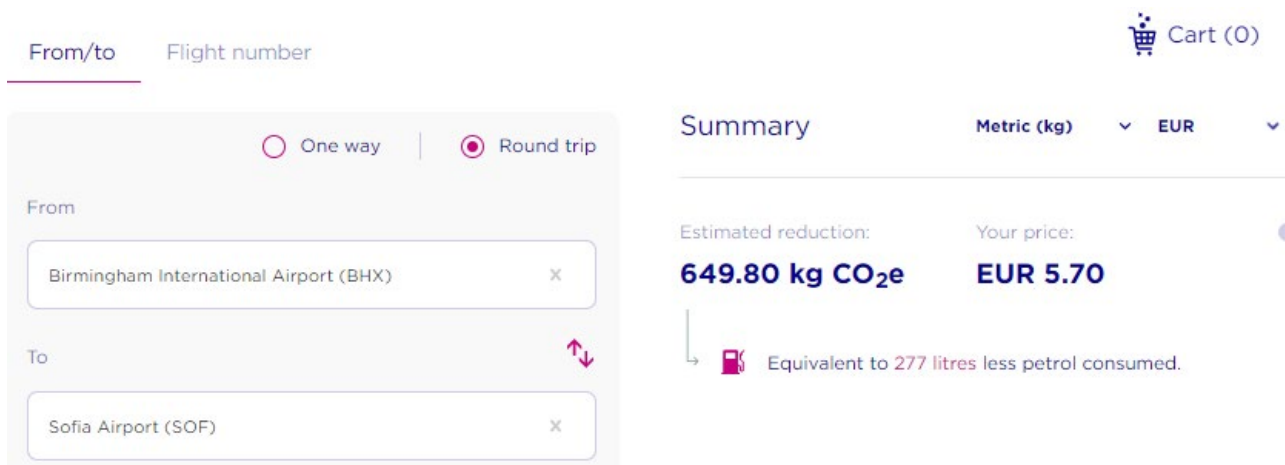 From/to Flight number
Cart (0)
One way Round trip
From
Birmingham International Airport (BHX) ×
To
Sofia Airport (SOF) ×
Summary Metric (kg) EUR
Estimated reduction: Your price:
649.80 kg CO₂e EUR 5.70
Equivalent to 277 litres less petrol consumed.